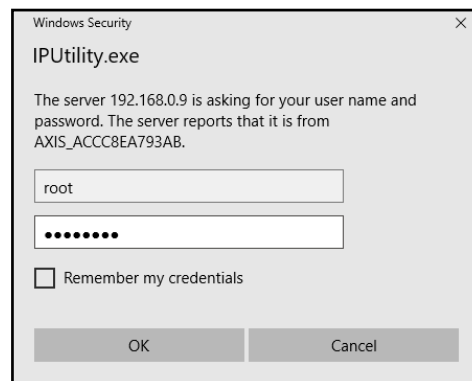 Windows Security
IPUtility.exe
The server 192.168.0.9 is asking for your user name and
password. The server reports that it is from
AXIS_ACCC8EA793AB.
root
●●●●●●●●
Remember my credentials
OK
Cancel